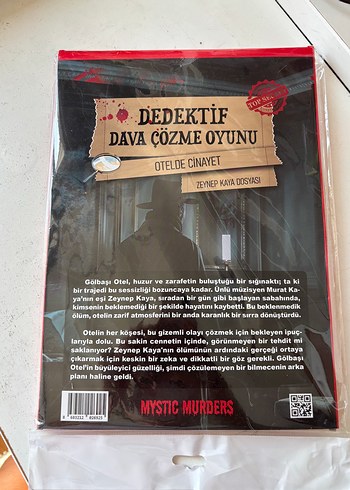 TOP SE
DEDEKTİF
DAVA ÇÖZME OYUNU
OTELDE CİNAYET
ZEYNEP KAYA DOSYASI
Gölbaşı Otel, huzur ve zarafetin buluştuğu bir sığınaktı; ta ki
bir trajedi bu sessizliği bozuncaya kadar. Ünlü müzisyen Murat Ka-
ya'nın eşi Zeynep Kaya, sıradan bir gün gibi başlayan sabahında,
kimsenin beklemediği bir şekilde hayatını kaybetti. Bu beklenmedik
ölüm, otelin zarif atmosferini bir anda karanlık bir sırra dönüştürdü.
Otelin her köşesi, bu gizemli olayı çözmek için bekleyen ipuç-
larıyla dolu. Bu sakin cennetin içinde, görünmeyen bir tehdit mi
saklanıyor? Zeynep Kaya'nın ölümünün ardındaki gerçeği ortaya
çıkarmak için keskin bir zeka ve dikkatli bir göz gerekli. Gölbaşı
Otel'in büyüleyici güzelliği, şimdi çözülemeyen bir bilmecenin arka
planı haline geldi.
MYSTIC MURDERS